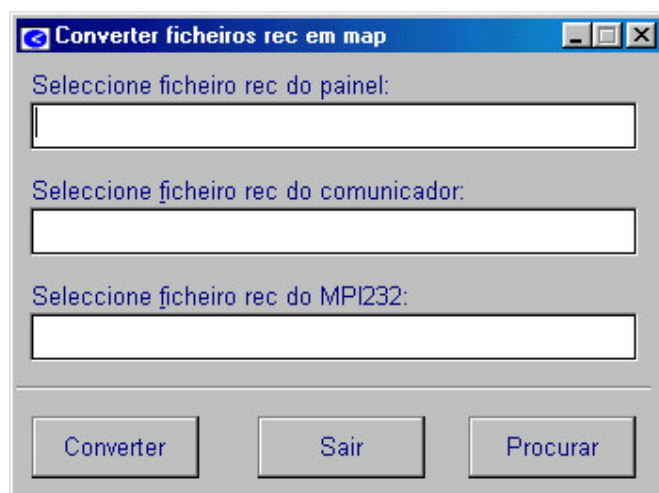 Converter ficheiros rec em map
Seleccione ficheiro rec do painel:
Seleccione ficheiro rec do comunicador:
Seleccione ficheiro rec do MPI232:
Converter Sair Procurar